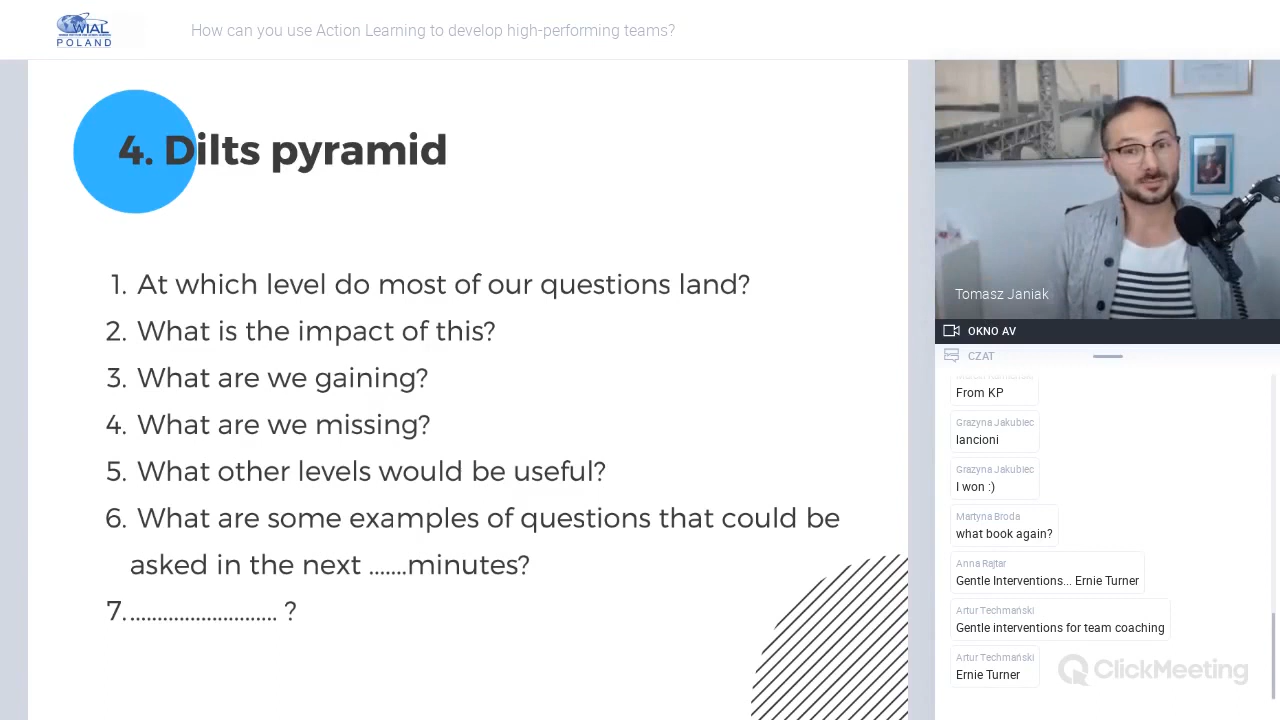 WIAL
POLAND
How can you use Action Learning to develop high-performing teams?
4. Dilts pyramid
1. At which level do most of our questions land?
2. What is the impact of this?
3. What are we gaining?
4. What are we missing?
5. What other levels would be useful?
6. What are some examples of questions that could be
asked in the next .......minutes?
7............................ ?
Tomasz Janiak
OKNO AV
CZAT
From KP
Grazyna Jakubiec
lancioni
Grazyna Jakubiec
I won :)
Martyna Broda
what book again?
Anna Rajtar
Gentle Interventions... Ernie Turner
Artur Techmański
Gentle interventions for team coaching
Artur Techmański
Ernie Turner
ClickMeeting